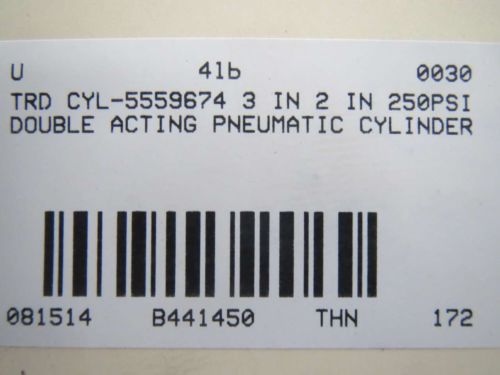 U 41b 0030
TRD CYL-5559674 3 IN 2 IN 250PSI
DOUBLE ACTING PNEUMATIC CYLINDER
081514 B441450 THN 172